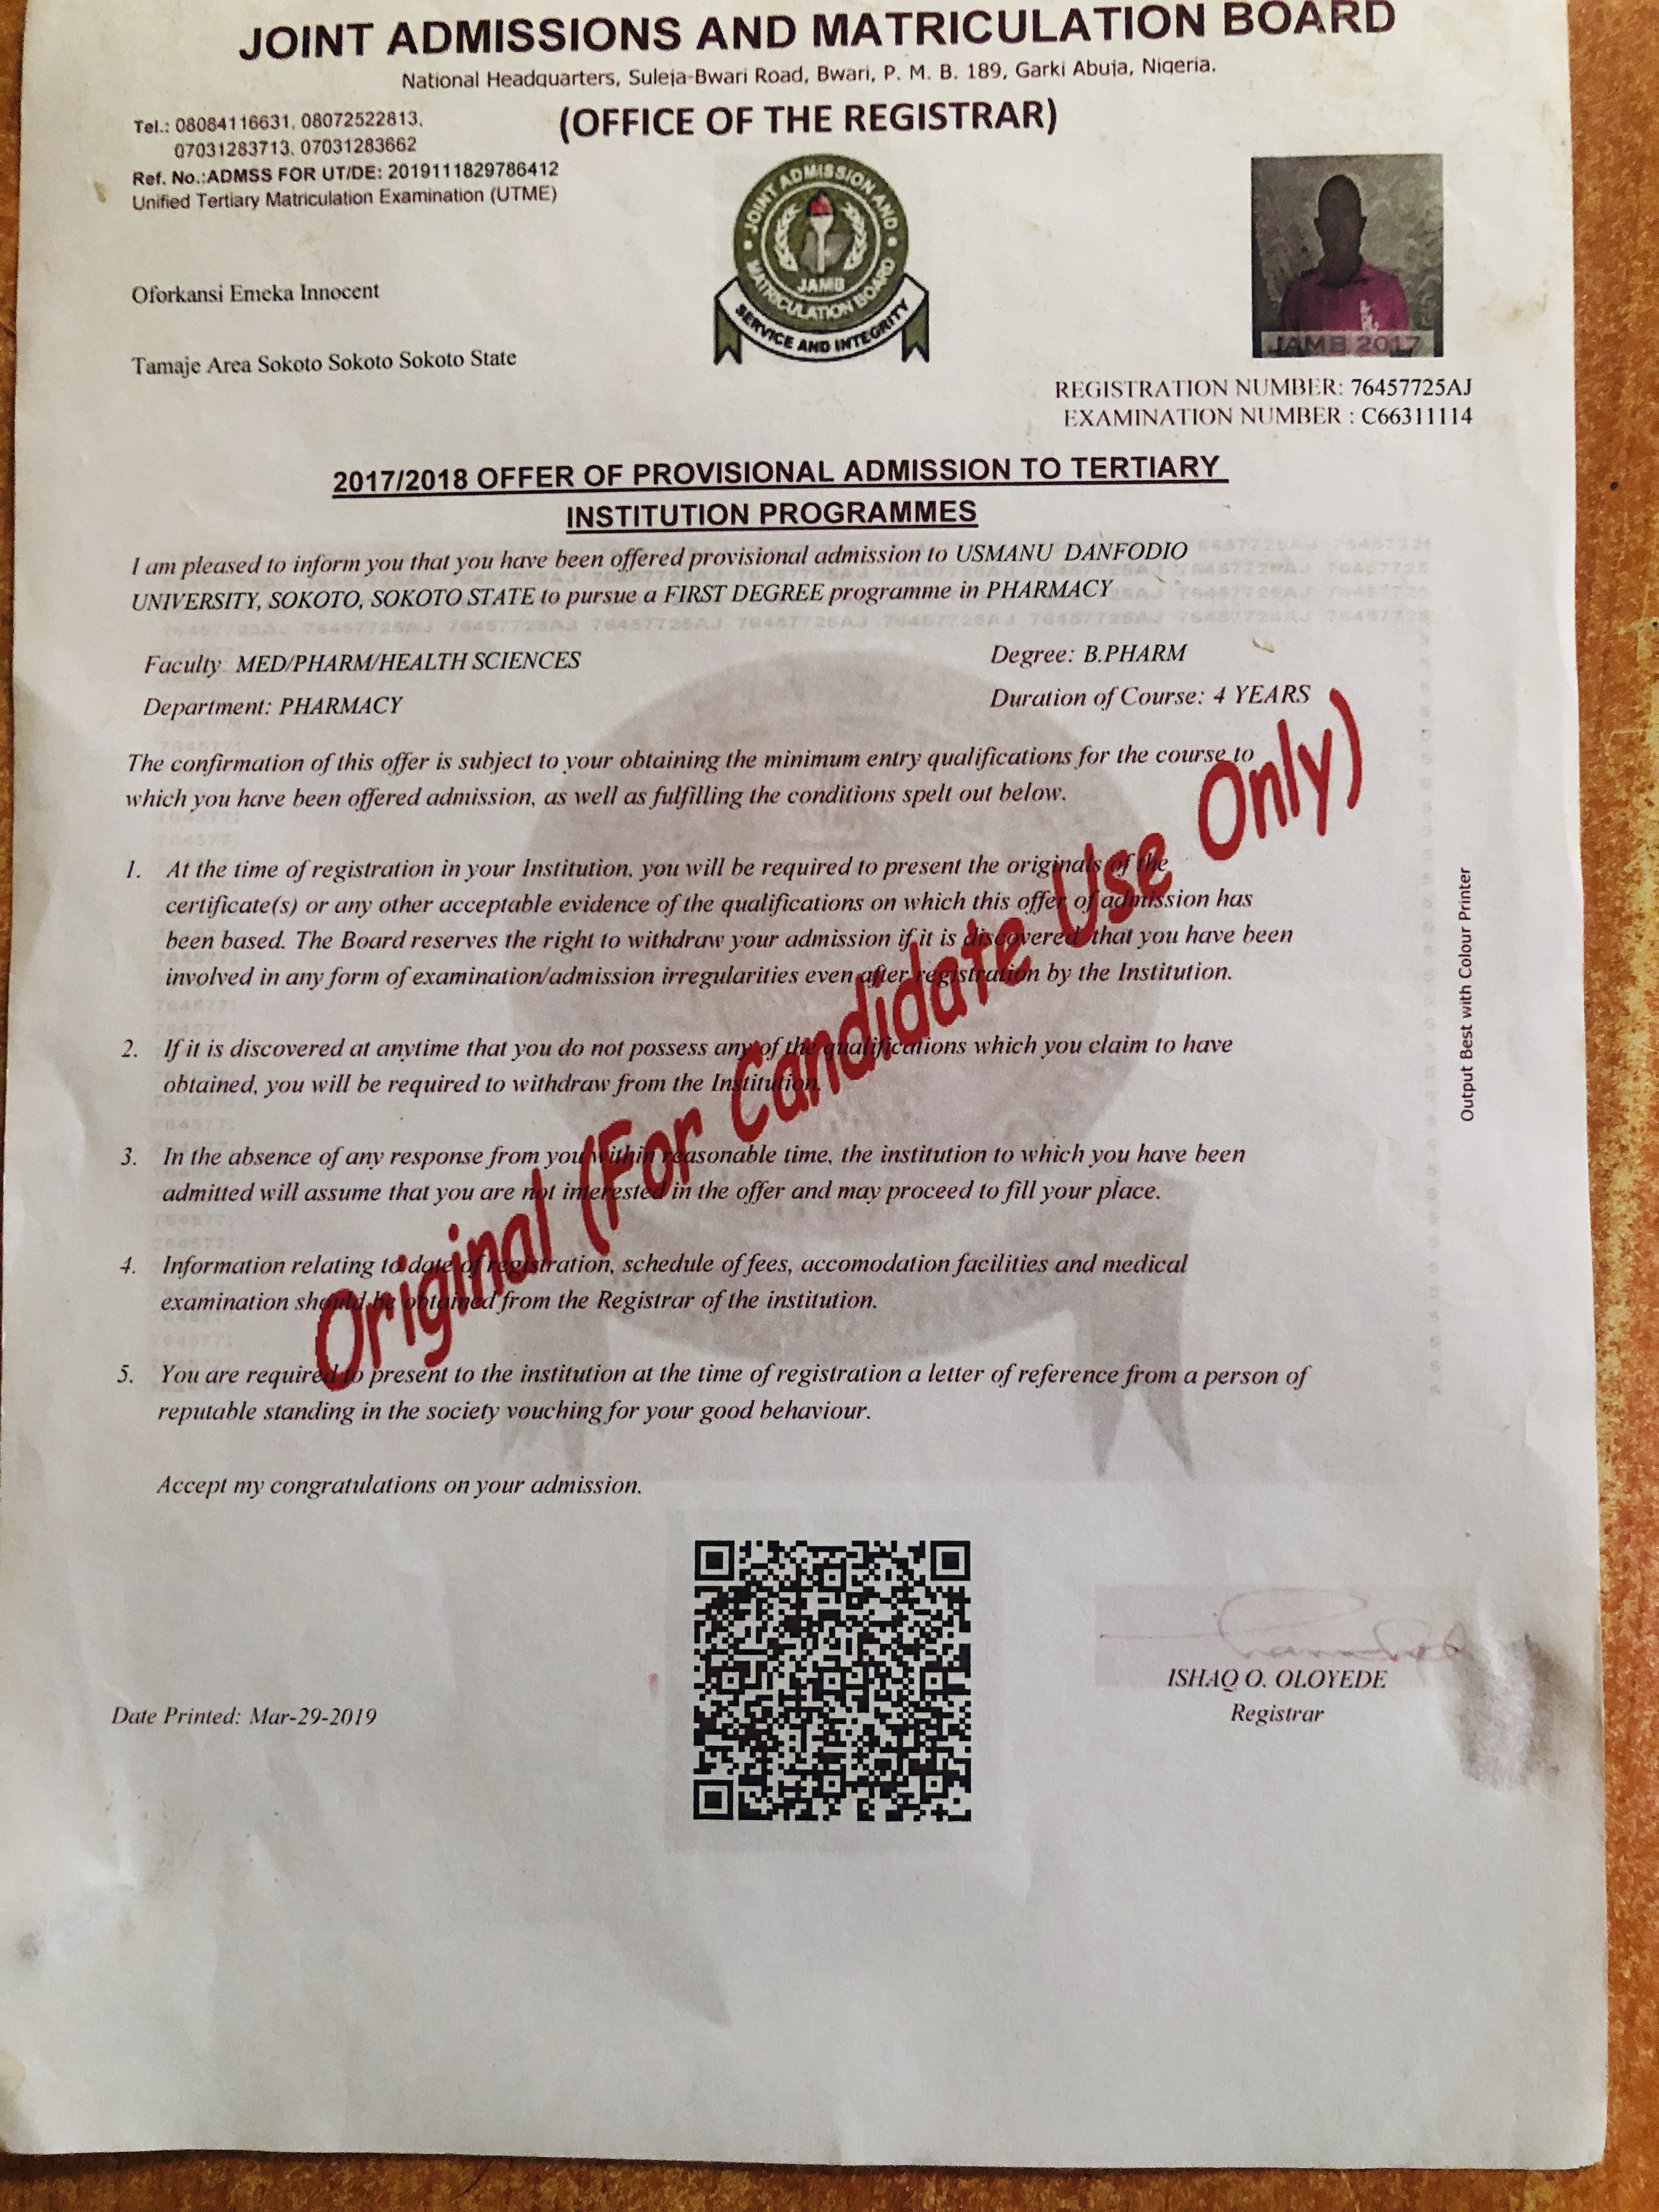 JOINT ADMISSIONS AND MATRICULATION BOARD
National Headquarters, Suleja-Bwari Road, Bwari, P. M. B. 189, Garki Abuja, Nigeria.
(OFFICE OF THE REGISTRAR)
Tel.: 08084116631, 08072522813,
07031283713, 07031283662
Ref. No.:ADMSS FOR UT/DE: 2019111829786412
Unified Tertiary Matriculation Examination (UTME)
JOINT ADMISSION AND
MATRICULATION BOARD
JAMB
SERVICE AND INTEGRITY
JAMB 2017
Oforkansi Emeka Innocent
Tamaje Area Sokoto Sokoto Sokoto State
REGISTRATION NUMBER: 76457725AJ
EXAMINATION NUMBER : C66311114
2017/2018 OFFER OF PROVISIONAL ADMISSION TO TERTIARY
INSTITUTION PROGRAMMES
I am pleased to inform you that you have been offered provisional admission to USMANU DANFODIO
UNIVERSITY, SOKOTO, SOKOTO STATE to pursue a FIRST DEGREE programme in PHARMACY
76457725AJ 76457725AJ 76457725AJ 76457725AJ 76457725AJ 76457725AJ 76457725AJ 76457725AJ
Faculty MED/PHARM/HEALTH SCIENCES
Degree: B.PHARM
Department: PHARMACY
Duration of Course: 4 YEARS
The confirmation of this offer is subject to your obtaining the minimum entry qualifications for the course to
which you have been offered admission, as well as fulfilling the conditions spelt out below.
1. At the time of registration in your Institution, you will be required to present the originals of the
certificate(s) or any other acceptable evidence of the qualifications on which this offer of admission has
been based. The Board reserves the right to withdraw your admission if it is discovered that you have been
involved in any form of examination/admission irregularities even after registration by the Institution.
2. If it is discovered at anytime that you do not possess any of the qualifications which you claim to have
obtained, you will be required to withdraw from the Institution.
3. In the absence of any response from you within reasonable time, the institution to which you have been
admitted will assume that you are not interested in the offer and may proceed to fill your place.
4. Information relating to date of registration, schedule of fees, accomodation facilities and medical
examination should be obtained from the Registrar of the institution.
5. You are required to present to the institution at the time of registration a letter of reference from a person of
reputable standing in the society vouching for your good behaviour.
Accept my congratulations on your admission.
Original (For Candidate Use Only)
Output Best with Colour Printer
ISHAQ O. OLOYEDE
Registrar
Date Printed: Mar-29-2019